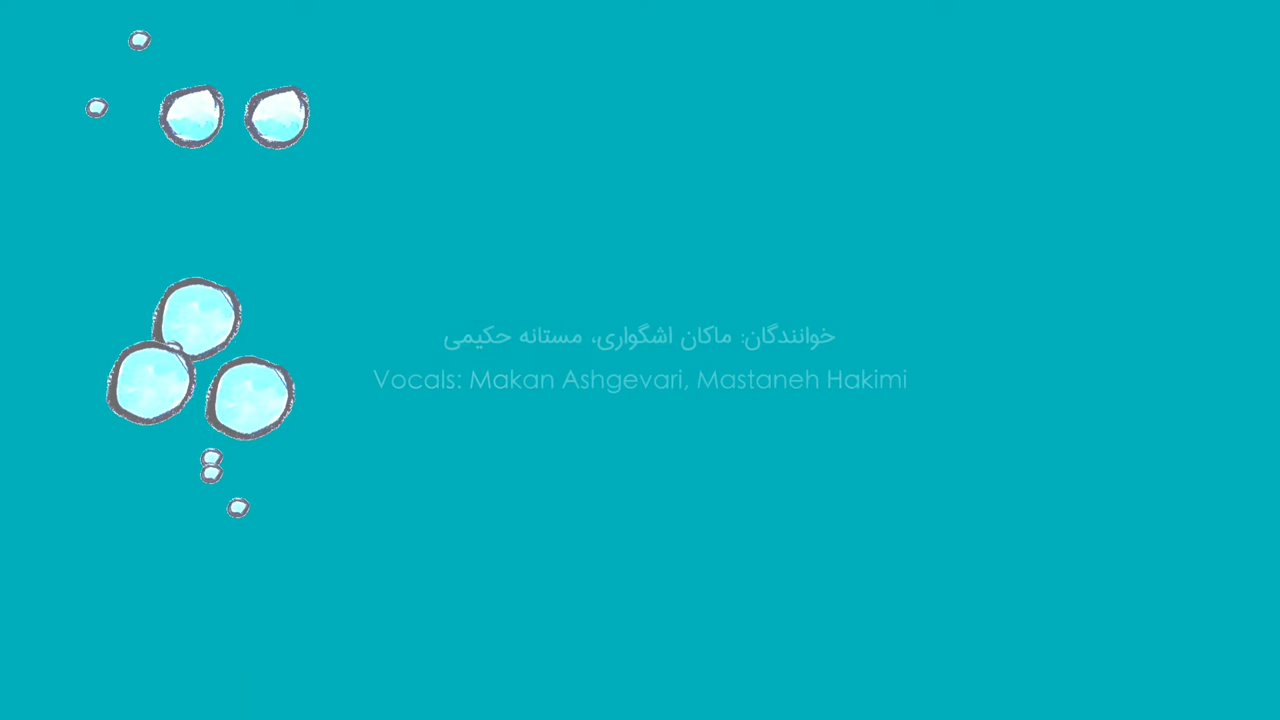 خوانندگان: ماکان اشگواری، مستانه حکیمی
Vocals: Makan Ashgevari, Mastaneh Hakimi